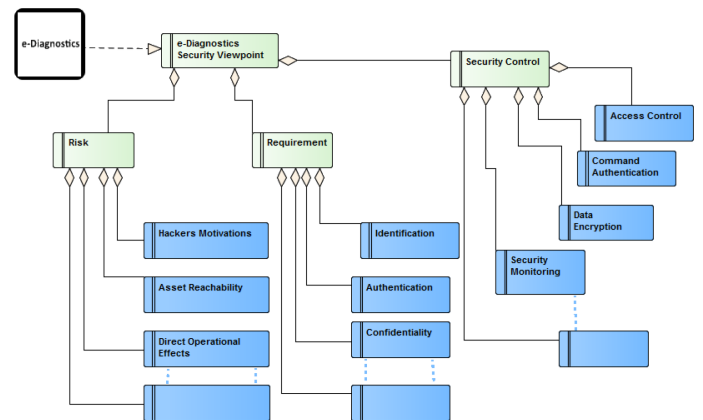 e-Diagnostics
e-Diagnostics
Security Viewpoint
Security Control
Access Control
Risk
Requirement
Command
Authentication
Data
Encryption
Hackers Motivations
Identification
Security
Monitoring
Asset Reachability
Authentication
Confidentiality
Direct Operational
Effects